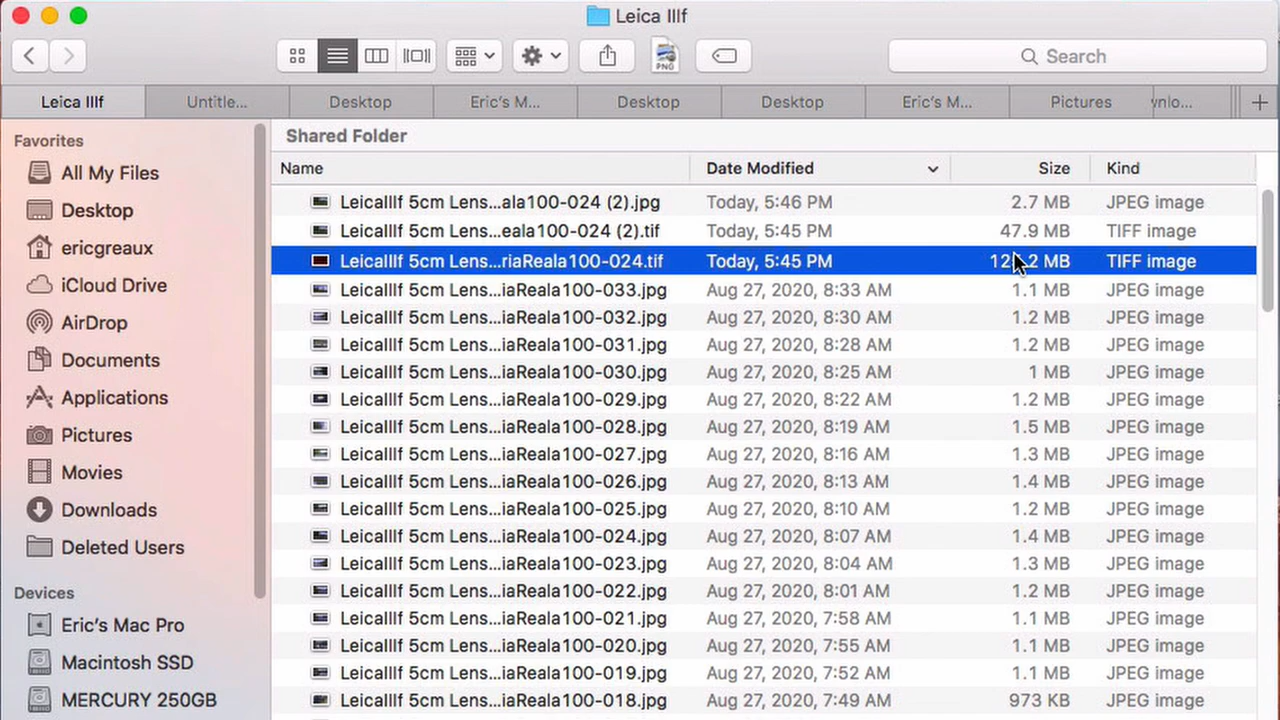 Leica IIIf
PNG
Search
Leica IIIf Untitle... Desktop Eric's M... Desktop Desktop Eric's M... Pictures vnlo... +
Favorites
All My Files
Desktop
ericgreaux
iCloud Drive
AirDrop
Documents
Applications
Pictures
Movies
Downloads
Deleted Users
Devices
Eric's Mac Pro
Macintosh SSD
MERCURY 250GB
Shared Folder
Name Date Modified Size Kind
LeicaIIIf 5cm Lens...ala100-024 (2).jpg Today, 5:46 PM 2.7 MB JPEG image
LeicaIIIf 5cm Lens...eala100-024 (2).tif Today, 5:45 PM 47.9 MB TIFF image
LeicaIIIf 5cm Lens...riaReala100-024.tif Today, 5:45 PM MB TIFF image
LeicaIIIf 5cm Lens...iaReala100-033.jpg Aug 27, 2020, 8:33 AM 1.1 MB JPEG image
LeicaIIIf 5cm Lens...iaReala100-032.jpg Aug 27, 2020, 8:30 AM 1.2 MB JPEG image
LeicaIIIf 5cm Lens...iaReala100-031.jpg Aug 27, 2020, 8:28 AM 1.2 MB JPEG image
LeicaIIIf 5cm Lens...iaReala100-030.jpg Aug 27, 2020, 8:25 AM 1 MB JPEG image
LeicaIIIf 5cm Lens...iaReala100-029.jpg Aug 27, 2020, 8:22 AM 1.2 MB JPEG image
LeicaIIIf 5cm Lens...iaReala100-028.jpg Aug 27, 2020, 8:19 AM 1.5 MB JPEG image
LeicaIIIf 5cm Lens...iaReala100-027.jpg Aug 27, 2020, 8:16 AM 1.3 MB JPEG image
LeicaIIIf 5cm Lens...iaReala100-026.jpg Aug 27, 2020, 8:13 AM 1.4 MB JPEG image
LeicaIIIf 5cm Lens...iaReala100-025.jpg Aug 27, 2020, 8:10 AM 1.2 MB JPEG image
LeicaIIIf 5cm Lens...iaReala100-024.jpg Aug 27, 2020, 8:07 AM 1.4 MB JPEG image
LeicaIIIf 5cm Lens...iaReala100-023.jpg Aug 27, 2020, 8:04 AM 1.3 MB JPEG image
LeicaIIIf 5cm Lens...iaReala100-022.jpg Aug 27, 2020, 8:01 AM 1.2 MB JPEG image
LeicaIIIf 5cm Lens...iaReala100-021.jpg Aug 27, 2020, 7:58 AM 1.1 MB JPEG image
LeicaIIIf 5cm Lens...iaReala100-020.jpg Aug 27, 2020, 7:55 AM 1.1 MB JPEG image
LeicaIIIf 5cm Lens...iaReala100-019.jpg Aug 27, 2020, 7:52 AM 1.1 MB JPEG image
LeicaIIIf 5cm Lens...iaReala100-018.jpg Aug 27, 2020, 7:49 AM 973 KB JPEG image